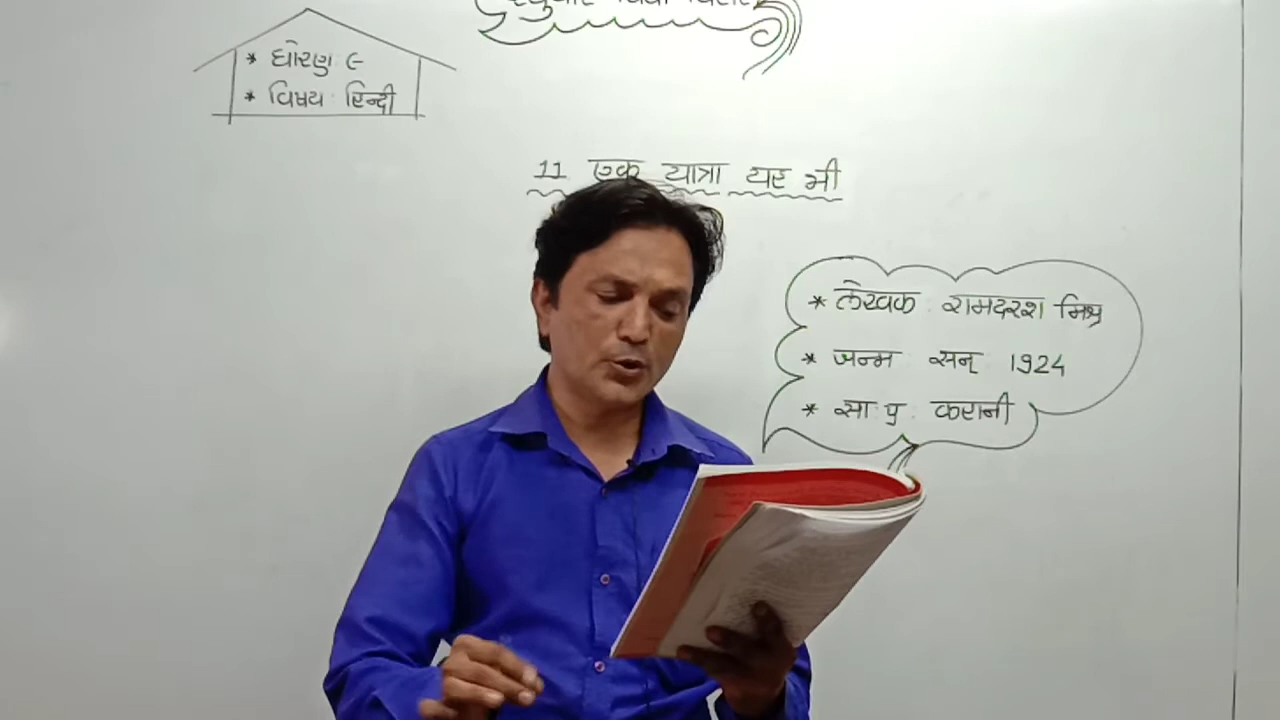 * धोरण ९
* विषय : हिन्दी
11 एक यात्रा यह भी
* लेखक : रामदरश मिश्र
* जन्म सन् 1924
* सा. पु : कहानी